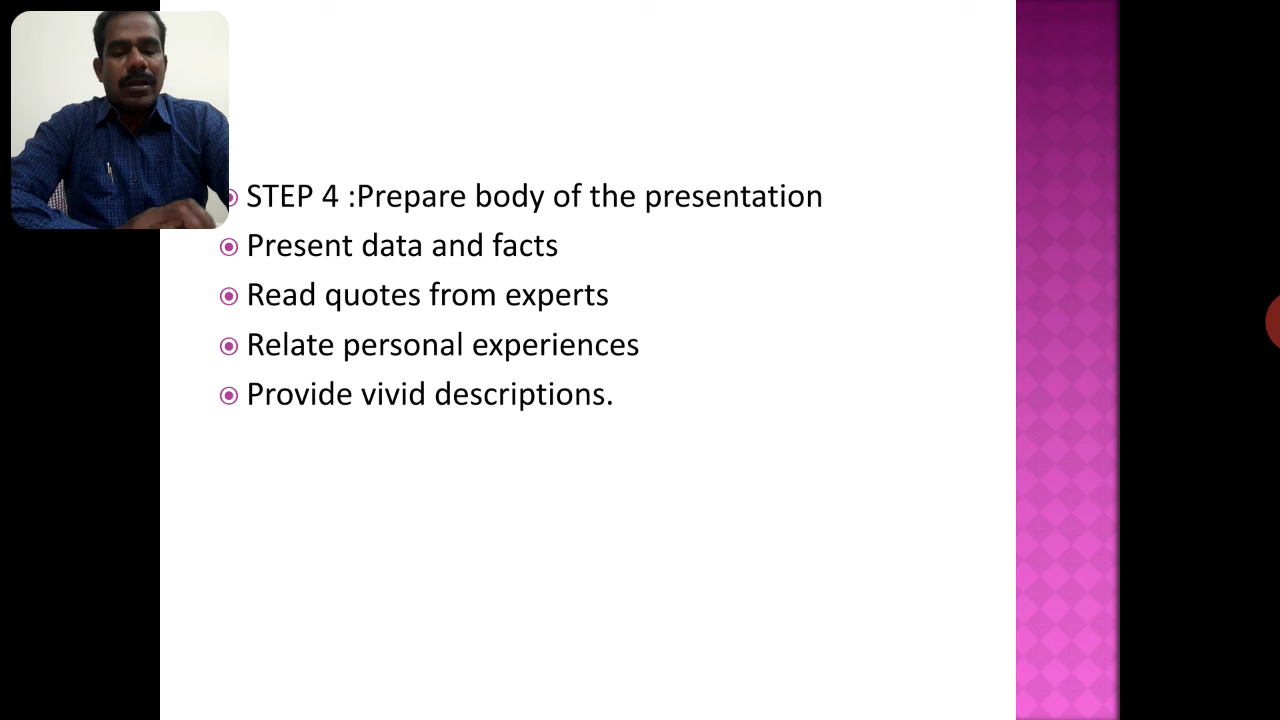 STEP 4 :Prepare body of the presentation
Present data and facts
Read quotes from experts
Relate personal experiences
Provide vivid descriptions.